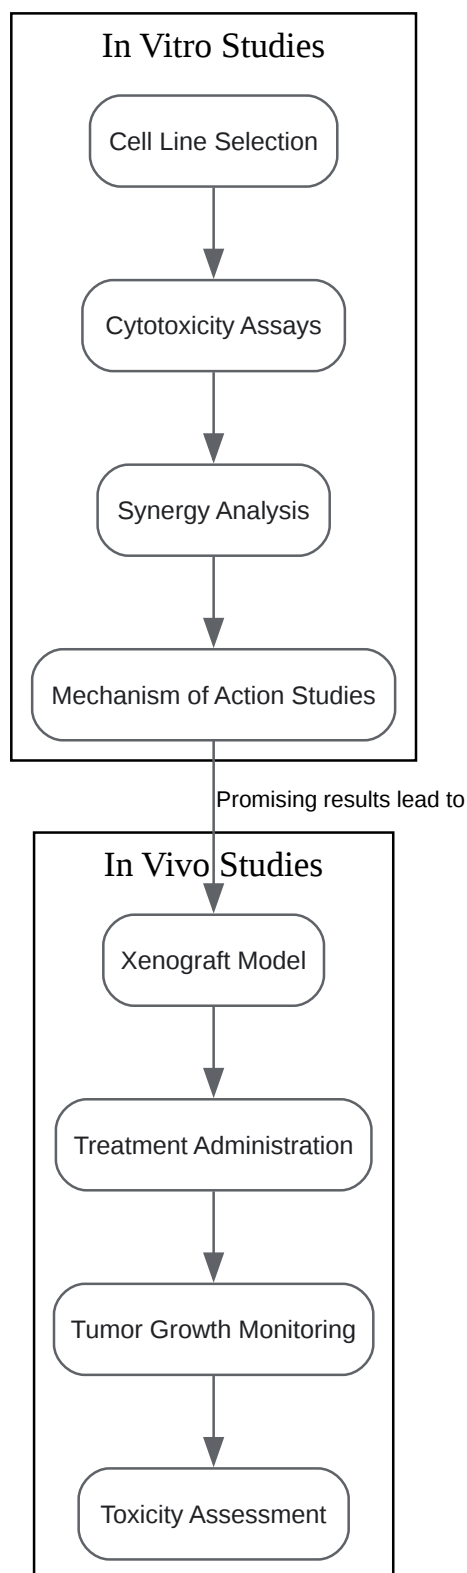 In Vitro Studies
Cell Line Selection
Cytotoxicity Assays
Synergy Analysis
Mechanism of Action Studies
Promising results lead to
In Vivo Studies
Xenograft Model
Treatment Administration
Tumor Growth Monitoring
Toxicity Assessment